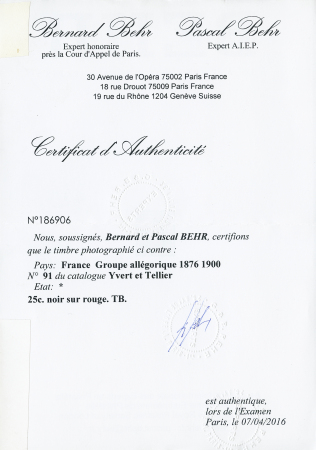 Bernard Behr Pascal Behr
Expert honoraire Expert A.I.E.P.
près la Cour d'Appel de Paris.
30 Avenue de l'Opéra 75002 Paris France
18 rue Drouot 75009 Paris France
19 rue du Rhône 1204 Genève Suisse
Certificat d'Authenticité
N°186906
Nous, soussignés, Bernard et Pascal BEHR, certifions
que le timbre photographié ci contre :
Pays: France Groupe allégorique 1876 1900
N° 91 du catalogue Yvert et Tellier
Etat: *
25c. noir sur rouge. TB.
est authentique,
lors de l'Examen
Paris, le 07/04/2016